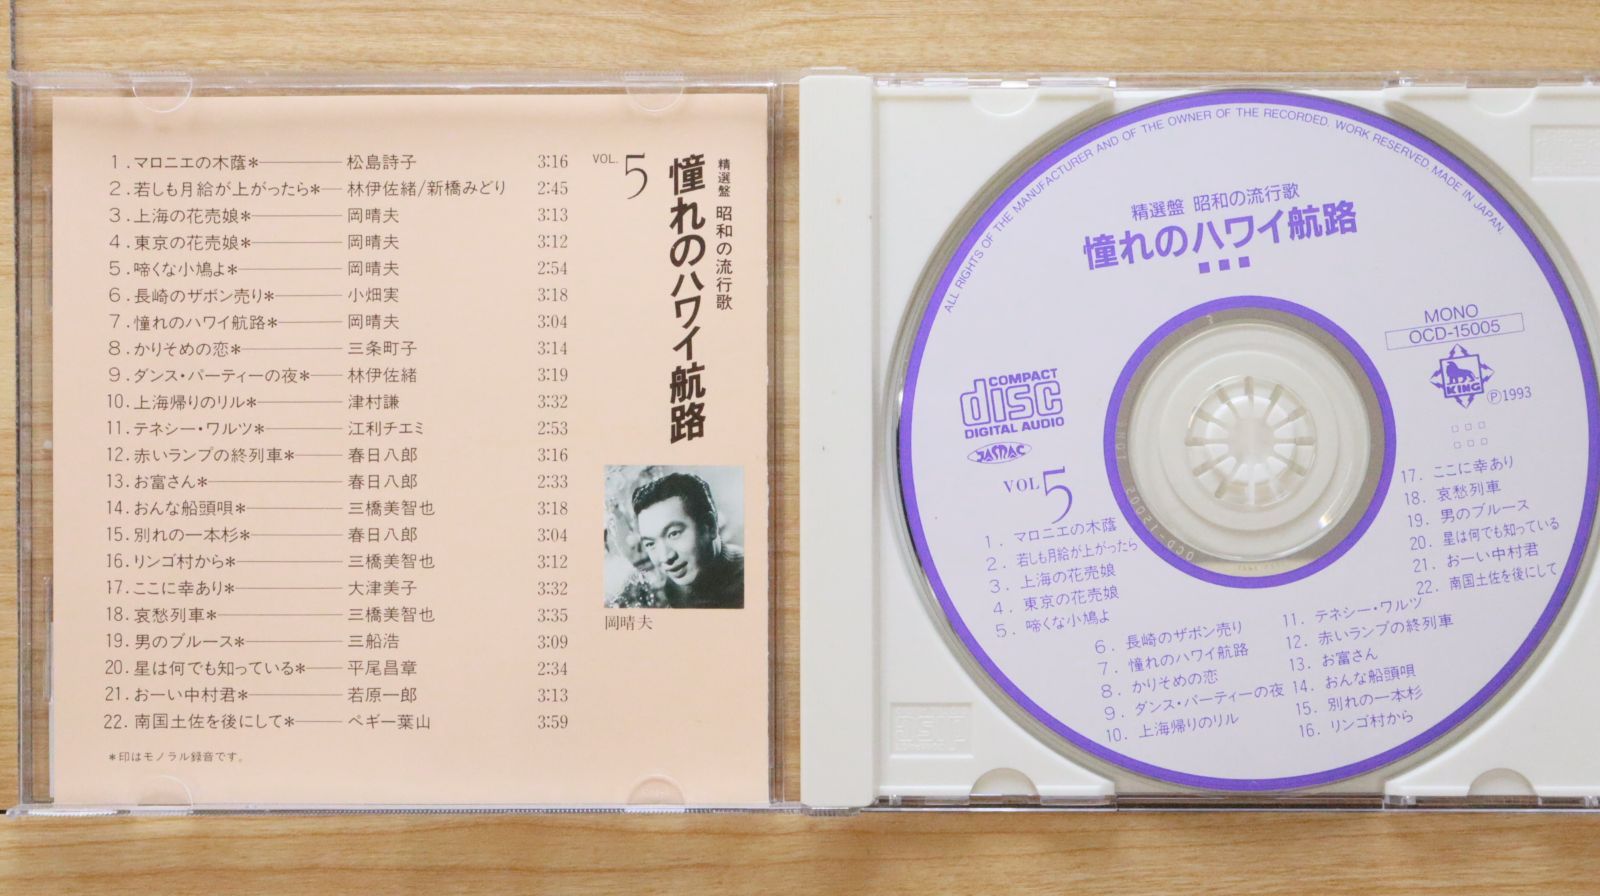 1.マロニエの木蔭*―――松島詩子 3:16
2.若しも月給が上がったら*―林伊佐緒/新橋みどり 2:45
3.上海の花売娘*―――岡晴夫 3:13
4.東京の花売娘*―――岡晴夫 3:12
5.啼くな小鳩よ*―――岡晴夫 2:54
6.長崎のザボン売り*―――小畑実 3:18
7.憧れのハワイ航路*―――岡晴夫 3:04
8.かりそめの恋*―――三条町子 3:14
9.ダンス・パーティーの夜*―林伊佐緒 3:19
10.上海帰りのリル*―――津村謙 3:32
11.テネシー・ワルツ*―――江利チエミ 2:53
12.赤いランプの終列車*――春日八郎 3:16
13.お富さん*―――春日八郎 2:33
14.おんな船頭唄*―――三橋美智也 3:18
15.別れの一本杉*―――春日八郎 3:04
16.リンゴ村から*―――三橋美智也 3:12
17.ここに幸あり*―――大津美子 3:32
18.哀愁列車*―――三橋美智也 3:35
19.男のブルース*―――三船浩 3:09
20.星は何でも知っている*――平尾昌章 2:34
21.おーい中村君*―――若原一郎 3:13
22.南国土佐を後にして*――ペギー葉山 3:59
*印はモノラル録音です。
VOL. 5
精選盤 昭和の流行歌
憧れのハワイ航路
岡晴夫
ALL RIGHTS OF THE MANUFACTURER AND OF THE OWNER OF THE RECORDED. WORK RESERVED. MADE IN JAPAN.
精選盤 昭和の流行歌
憧れのハワイ航路
MONO
OCD-15005
KING
Ⓟ1993
COMPACT
disc
DIGITAL AUDIO
JASRAC
VOL 5
1. マロニエの木蔭
2. 若しも月給が上がったら
3. 上海の花売娘
4. 東京の花売娘
5. 啼くな小鳩よ
6. 長崎のザボン売り
7. 憧れのハワイ航路
8. かりそめの恋
9. ダンス・パーティーの夜
10. 上海帰りのリル
11. テネシー・ワルツ
12. 赤いランプの終列車
13. お富さん
14. おんな船頭唄
15. 別れの一本杉
16. リンゴ村から
17. ここに幸あり
18. 哀愁列車
19. 男のブルース
20. 星は何でも知っている
21. おーい中村君
22. 南国土佐を後にして